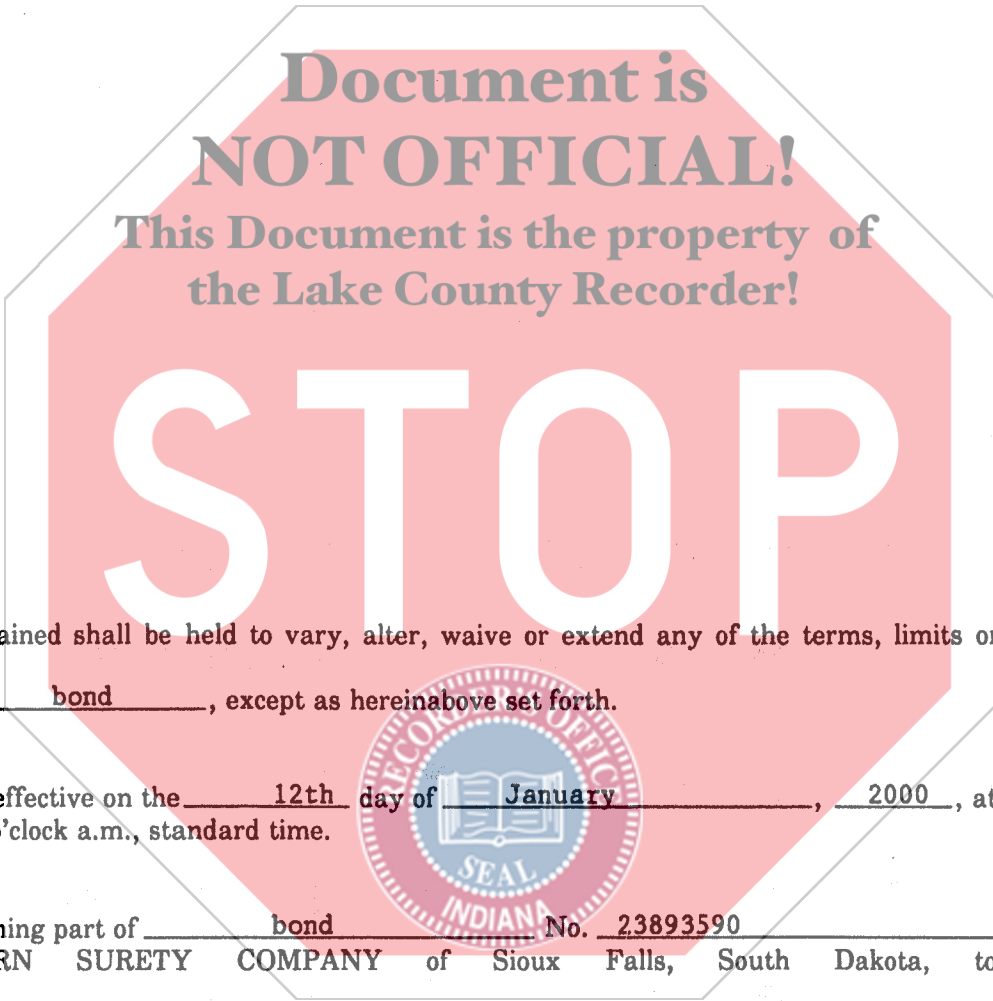 Document is
NOT OFFICIAL!
This Document is the property of
the Lake County Recorder!
STOP
ained shall be held to vary, alter, waive or extend any of the terms, limits or
bond, except as hereinabove set forth.
RECORDER'S OFFICE
SEAL
INDIANA
effective on the 12th day of January, 2000, at
o'clock a.m., standard time.
ning part of bond No. 23893590
RN SURETY COMPANY of Sioux Falls, South Dakota, to